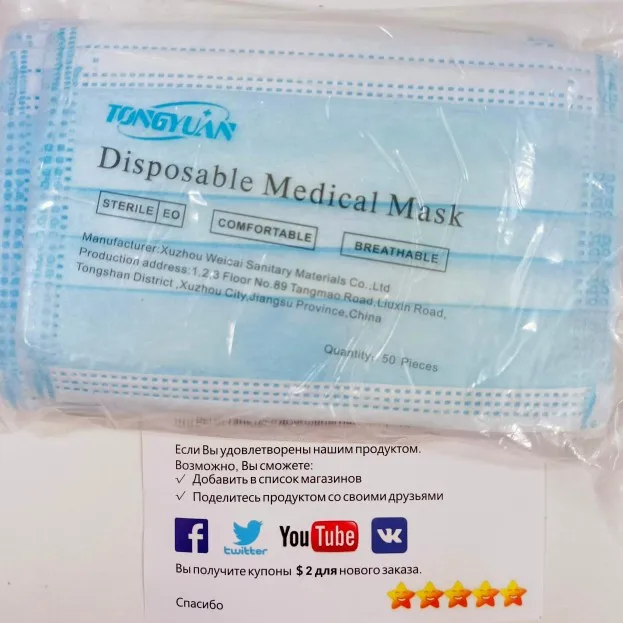 TONGYUAN
Disposable Medical Mask
STERILE EO
COMFORTABLE
BREATHABLE
Manufacturer:Xuzhou Weicai Sanitary Materials Co.,Ltd
Production address:1,2,3 Floor No.89 Tangmao Road,Liuxin Road,
Tongshan District,Xuzhou City,Jiangsu Province,China
Quantity: 50 Pieces
Если Вы удовлетворены нашим продуктом.
Возможно, Вы сможете:
✓ Добавить в список магазинов
✓ Поделитесь продуктом со своими друзьями
f
twitter
YouTube
VK
Вы получите купоны $ 2 для нового заказа.
Спасибо